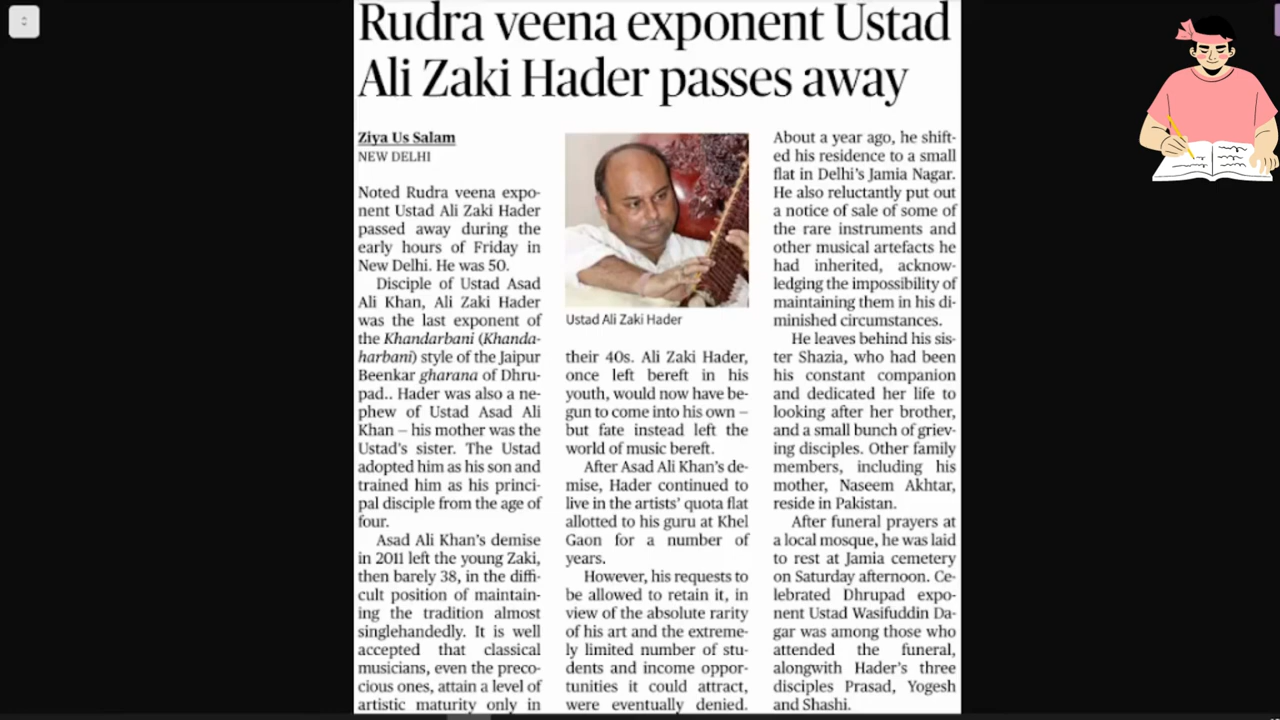 Rudra veena exponent Ustad
Ali Zaki Hader passes away
Ziya Us Salam
NEW DELHI
Noted Rudra veena expo-
nent Ustad Ali Zaki Hader
passed away during the
early hours of Friday in
New Delhi. He was 50.
Disciple of Ustad Asad
Ali Khan, Ali Zaki Hader
was the last exponent of
the Khandarbani (Khanda-
harbani) style of the Jaipur
Beenkar gharana of Dhru-
pad.. Hader was also a ne-
phew of Ustad Asad Ali
Khan – his mother was the
Ustad's sister. The Ustad
adopted him as his son and
trained him as his princi-
pal disciple from the age of
four.
Asad Ali Khan's demise
in 2011 left the young Zaki,
then barely 38, in the diffi-
cult position of maintain-
ing the tradition almost
singlehandedly. It is well
accepted that classical
musicians, even the preco-
cious ones, attain a level of
artistic maturity only in
Ustad Ali Zaki Hader
their 40s. Ali Zaki Hader,
once left bereft in his
youth, would now have be-
gun to come into his own –
but fate instead left the
world of music bereft.
After Asad Ali Khan's de-
mise, Hader continued to
live in the artists' quota flat
allotted to his guru at Khel
Gaon for a number of
years.
However, his requests to
be allowed to retain it, in
view of the absolute rarity
of his art and the extreme-
ly limited number of stu-
dents and income oppor-
tunities it could attract,
were eventually denied.
About a year ago, he shift-
ed his residence to a small
flat in Delhi's Jamia Nagar.
He also reluctantly put out
a notice of sale of some of
the rare instruments and
other musical artefacts he
had inherited, acknow-
ledging the impossibility of
maintaining them in his di-
minished circumstances.
He leaves behind his sis-
ter Shazia, who had been
his constant companion
and dedicated her life to
looking after her brother,
and a small bunch of griev-
ing disciples. Other family
members, including his
mother, Naseem Akhtar,
reside in Pakistan.
After funeral prayers at
a local mosque, he was laid
to rest at Jamia cemetery
on Saturday afternoon. Ce-
lebrated Dhrupad expo-
nent Ustad Wasifuddin Da-
gar was among those who
attended the funeral,
alongwith Hader's three
disciples Prasad, Yogesh
and Shashi.